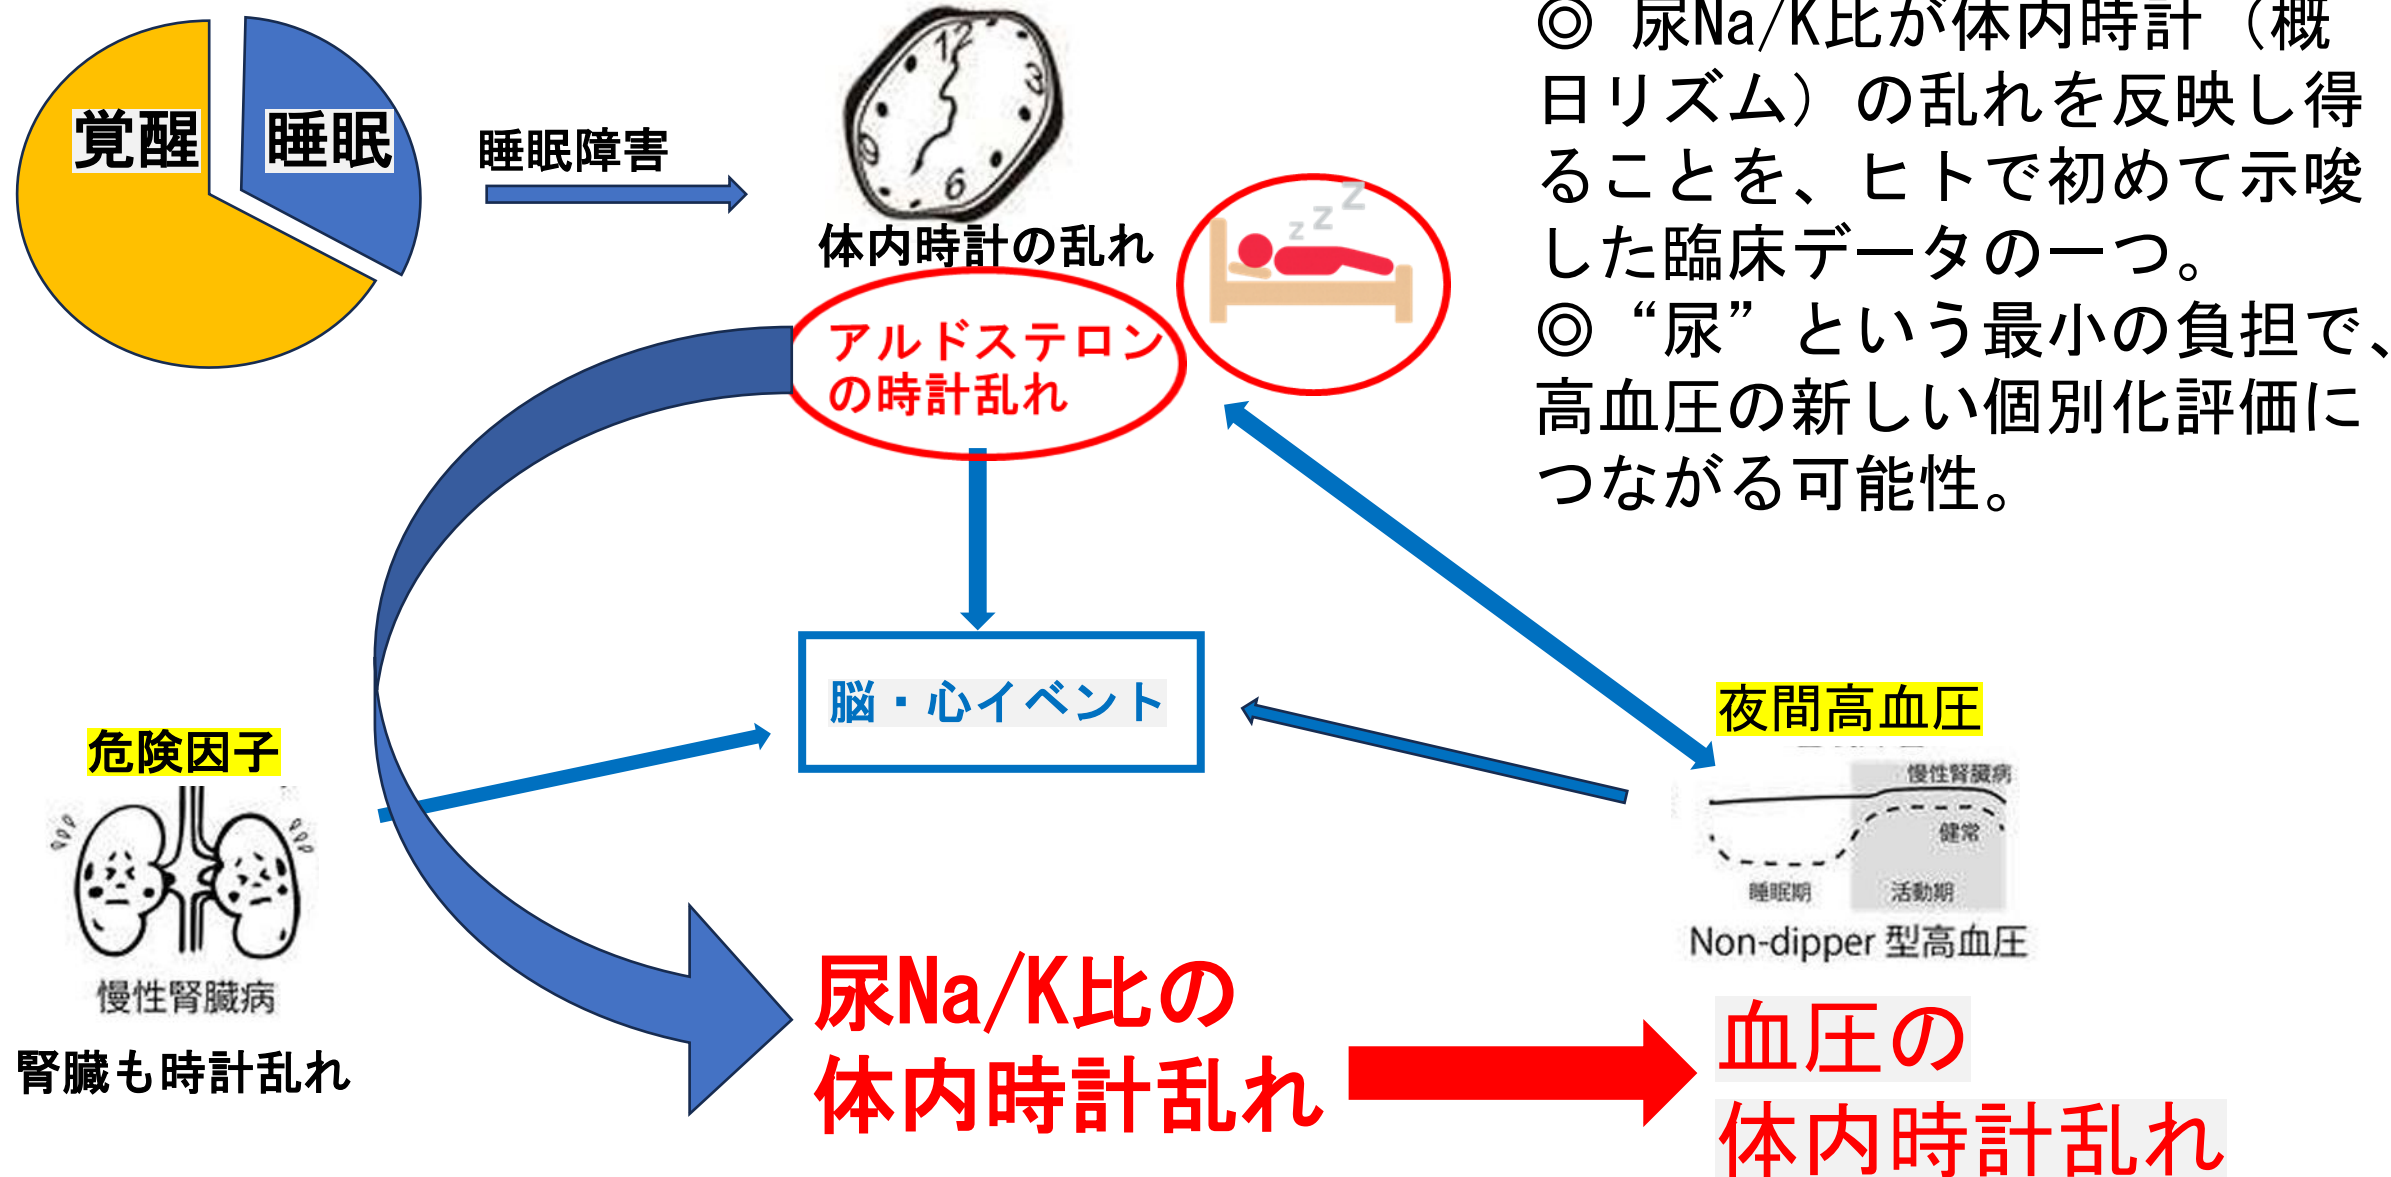 ◎ 尿Na/K比が体内時計（概
日リズム）の乱れを反映し得
ることを、ヒトで初めて示唆
した臨床データの一つ。
◎“尿”という最小の負担で、
高血圧の新しい個別化評価に
つながる可能性。
覚醒
睡眠
睡眠障害
12
3
6
9
体内時計の乱れ
z
z
z
アルドステロン
の時計乱れ
脳・心イベント
危険因子
慢性腎臓病
腎臓も時計乱れ
夜間高血圧
慢性腎臓病
健常
睡眠期
活動期
Non-dipper 型高血圧
尿Na/K比の
体内時計乱れ
血圧の
体内時計乱れ